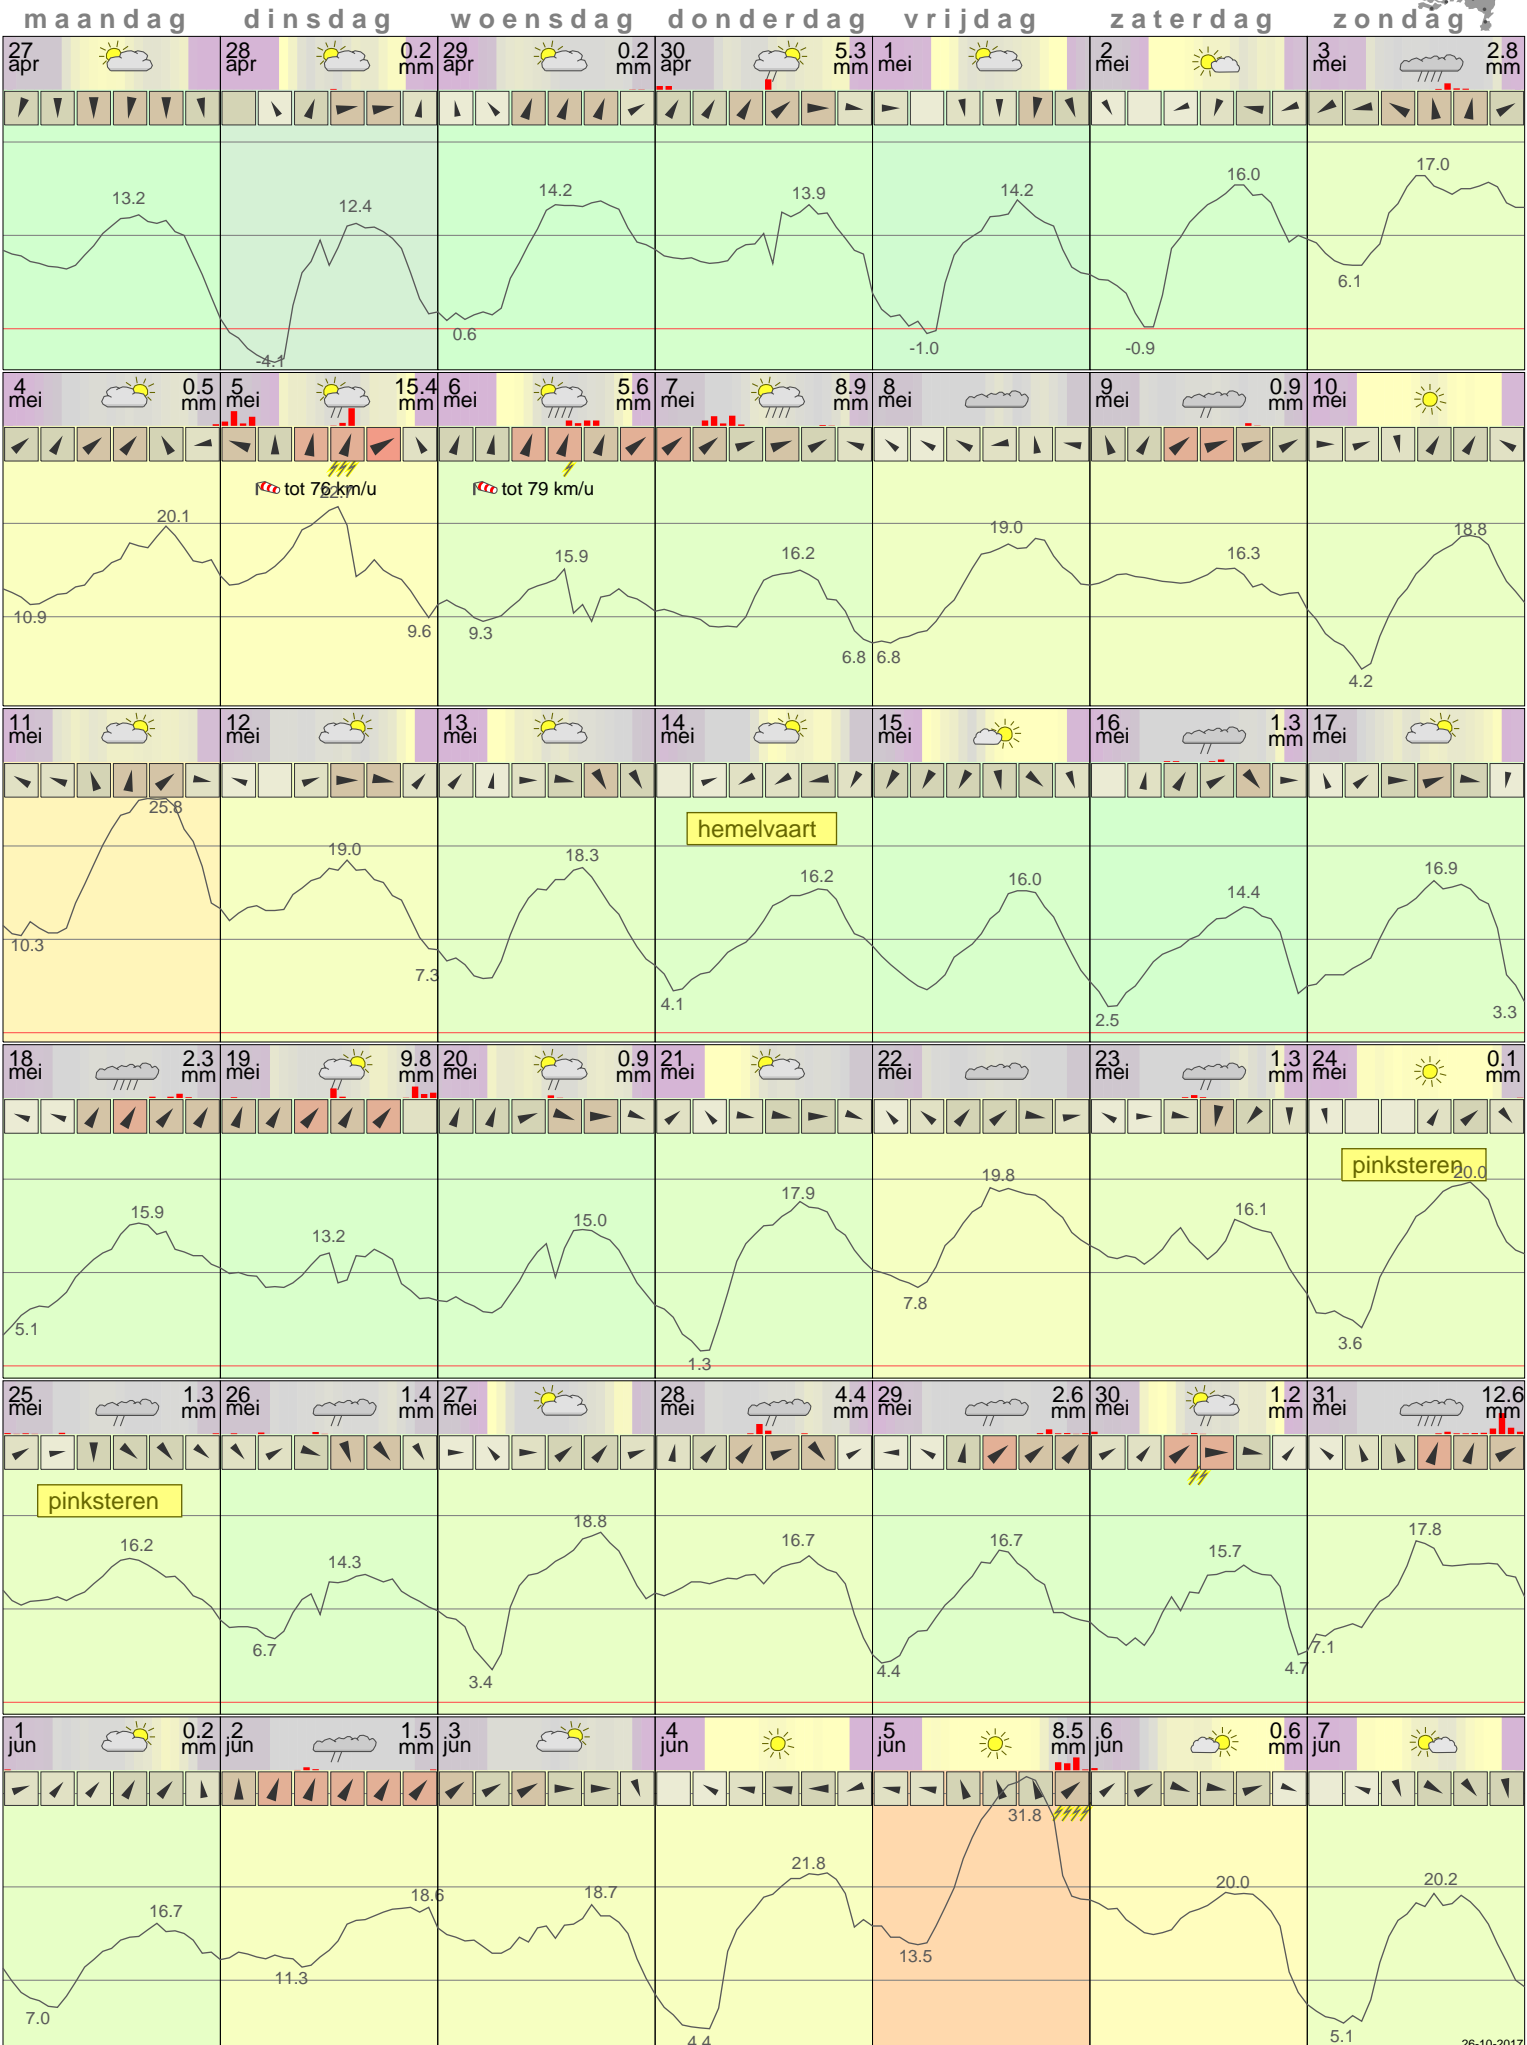 maandag dinsdag woensdag donderdag vrijdag zaterdag zondag
27 apr 28 apr 0.2 mm 29 apr 0.2 mm 30 apr 5.3 mm 1 mei 2 mei 3 mei 2.8 mm
13.2 12.4 14.2 13.9 14.2 16.0 17.0
-4.1 0.6 -1.0 -0.9 6.1
4 mei 0.5 mm 5 mei 15.4 mm 6 mei 5.6 mm 7 mei 8.9 mm 8 mei 9 mei 0.9 mm 10 mei
tot 76 km/u tot 79 km/u
20.1 22.7 15.9 16.2 19.0 16.3 18.8
10.9 9.6 9.3 6.8 6.8 4.2
11 mei 12 mei 13 mei 14 mei 15 mei 16 mei 1.3 mm 17 mei
hemelvaart
25.8 19.0 18.3 16.2 16.0 14.4 16.9
10.3 7.3 4.1 2.5 3.3
18 mei 2.3 mm 19 mei 9.8 mm 20 mei 0.9 mm 21 mei 22 mei 23 mei 1.3 mm 24 mei 0.1 mm
pinksteren
15.9 13.2 15.0 17.9 19.8 16.1 20.0
5.1 1.3 7.8 3.6
25 mei 1.3 mm 26 mei 1.4 mm 27 mei 28 mei 4.4 mm 29 mei 2.6 mm 30 mei 1.2 mm 31 mei 12.6 mm
pinksteren
16.2 14.3 18.8 16.7 16.7 15.7 17.8
6.7 3.4 4.4 4.7 7.1
1 jun 0.2 mm 2 jun 1.5 mm 3 jun 4 jun 5 jun 8.5 mm 6 jun 0.6 mm 7 jun
16.7 18.6 18.7 21.8 31.8 20.0 20.2
7.0 11.3 4.4 13.5 5.1
26-10-2017